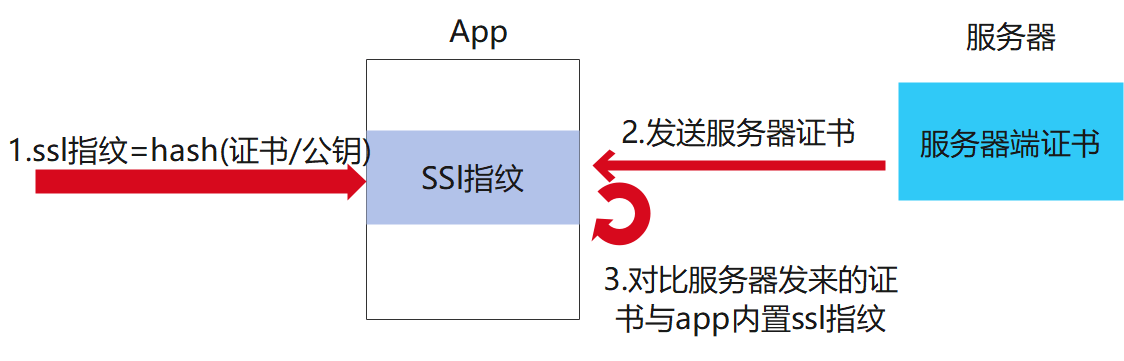 App
服务器
1.ssl指纹=hash(证书/公钥)
SSl指纹
2.发送服务器证书
服务器端证书
3.对比服务器发来的证
书与app内置ssl指纹